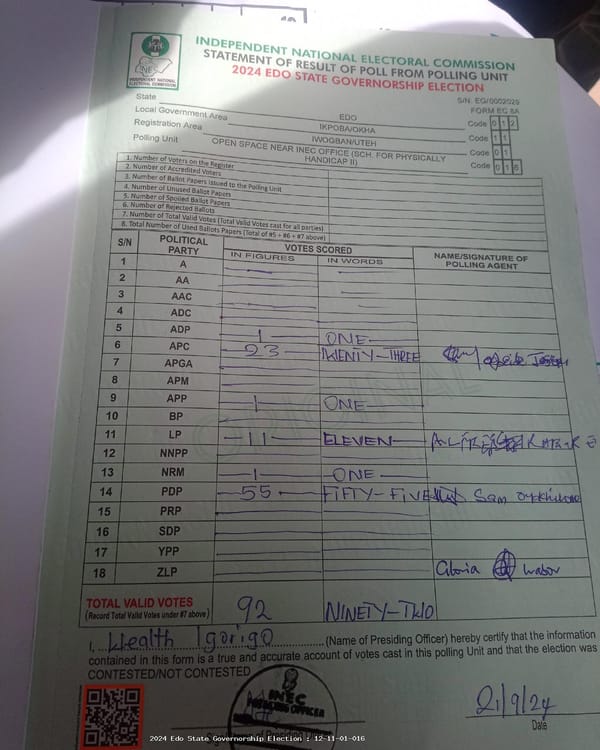 INDEPENDENT NATIONAL ELECTORAL COMMISSION
STATEMENT OF RESULT OF POLL FROM POLLING UNIT
2024 EDO STATE GOVERNORSHIP ELECTION
INEC
INDEPENDENT NATIONAL ELECTORAL COMMISSION
S/N. EG/0002029
FORM EC 8A
State EDO Code 0 1 2
Local Government Area IKPOBA/OKHA Code 1 1
Registration Area IWOGBAN/UTEH Code 0 1
Polling Unit OPEN SPACE NEAR INEC OFFICE (SCH. FOR PHYSICALLY HANDICAP II) Code 0 1 6
1. Number of Voters on the Register
2. Number of Accredited Voters
3. Number of Ballot Papers Issued to the Polling Unit
4. Number of Unused Ballot Papers
5. Number of Spoiled Ballot Papers
6. Number of Rejected Ballots
7. Number of Total Valid Votes (Total Valid Votes cast for all parties)
8. Total Number of Used Ballots Papers (Total of #5 + #6 + #7 above)
S/N POLITICAL PARTY VOTES SCORED NAME/SIGNATURE OF POLLING AGENT
IN FIGURES IN WORDS
1 A
2 AA
3 AAC
4 ADC
5 ADP 1 ONE
6 APC 23 TWENTY-THREE
7 APGA
8 APM
9 APP 1 ONE
10 BP
11 LP 11 ELEVEN
12 NNPP
13 NRM 1 ONE
14 PDP 55 FIFTY-FIVE Sam
15 PRP
16 SDP
17 YPP
18 ZLP Gloria
ORIGINAL
TOTAL VALID VOTES 92 NINETY-TWO
(Record Total Valid Votes under #7 above)
I, Health Igorigo (Name of Presiding Officer) hereby certify that the information
contained in this form is a true and accurate account of votes cast in this polling Unit and that the election was
CONTESTED/NOT CONTESTED
INEC
PRESIDING OFFICER
21/9/24
Date
2024 Edo State Governorship Election : 12-11-01-016